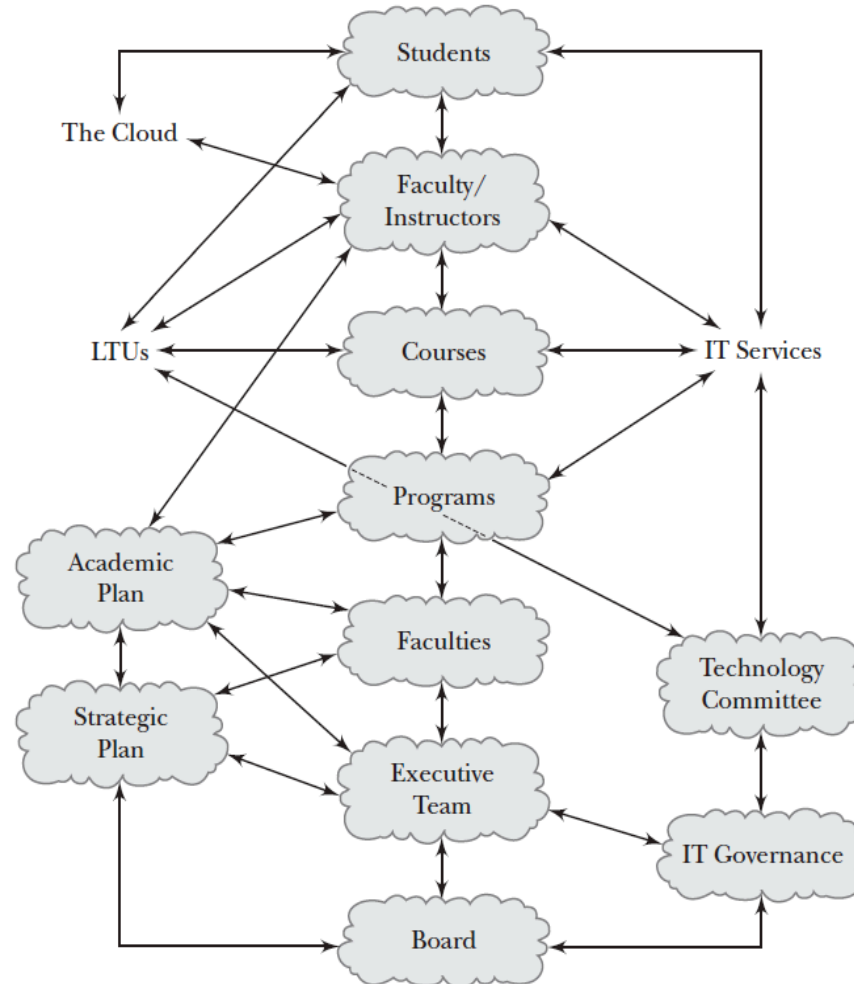 Students
The Cloud
Faculty/
Instructors
LTUs
Courses
IT Services
Programs
Academic
Plan
Faculties
Technology
Committee
Strategic
Plan
Executive
Team
IT Governance
Board